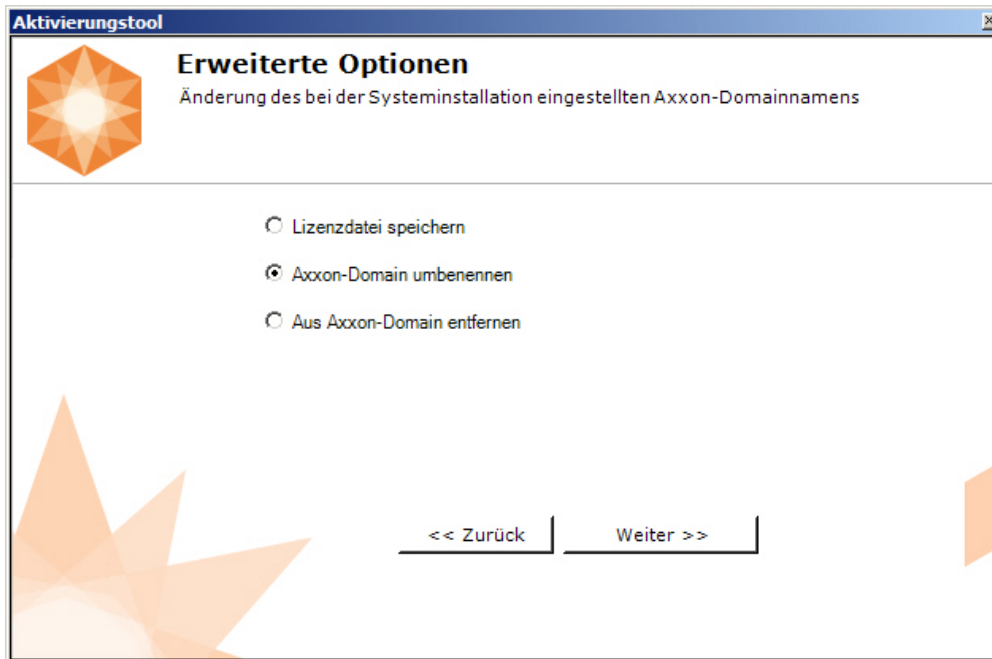 Aktivierungstool
Erweiterte Optionen
Änderung des bei der Systeminstallation eingestellten Axxon-Domainnamens
Lizenzdatei speichern
Axxon-Domain umbenennen
Aus Axxon-Domain entfernen
<< Zurück
Weiter >>